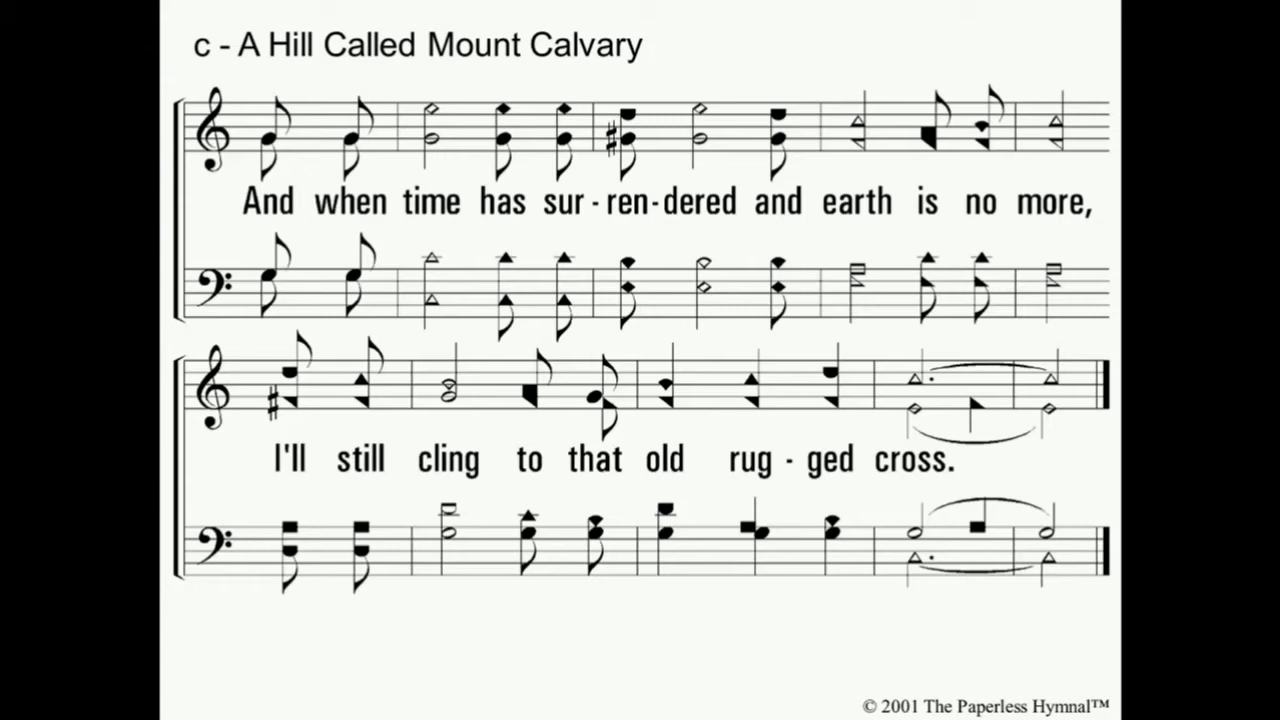 c - A Hill Called Mount Calvary
And when time has sur - ren - dered and earth is no more,
I'll still cling to that old rug - ged cross.
© 2001 The Paperless Hymnal™